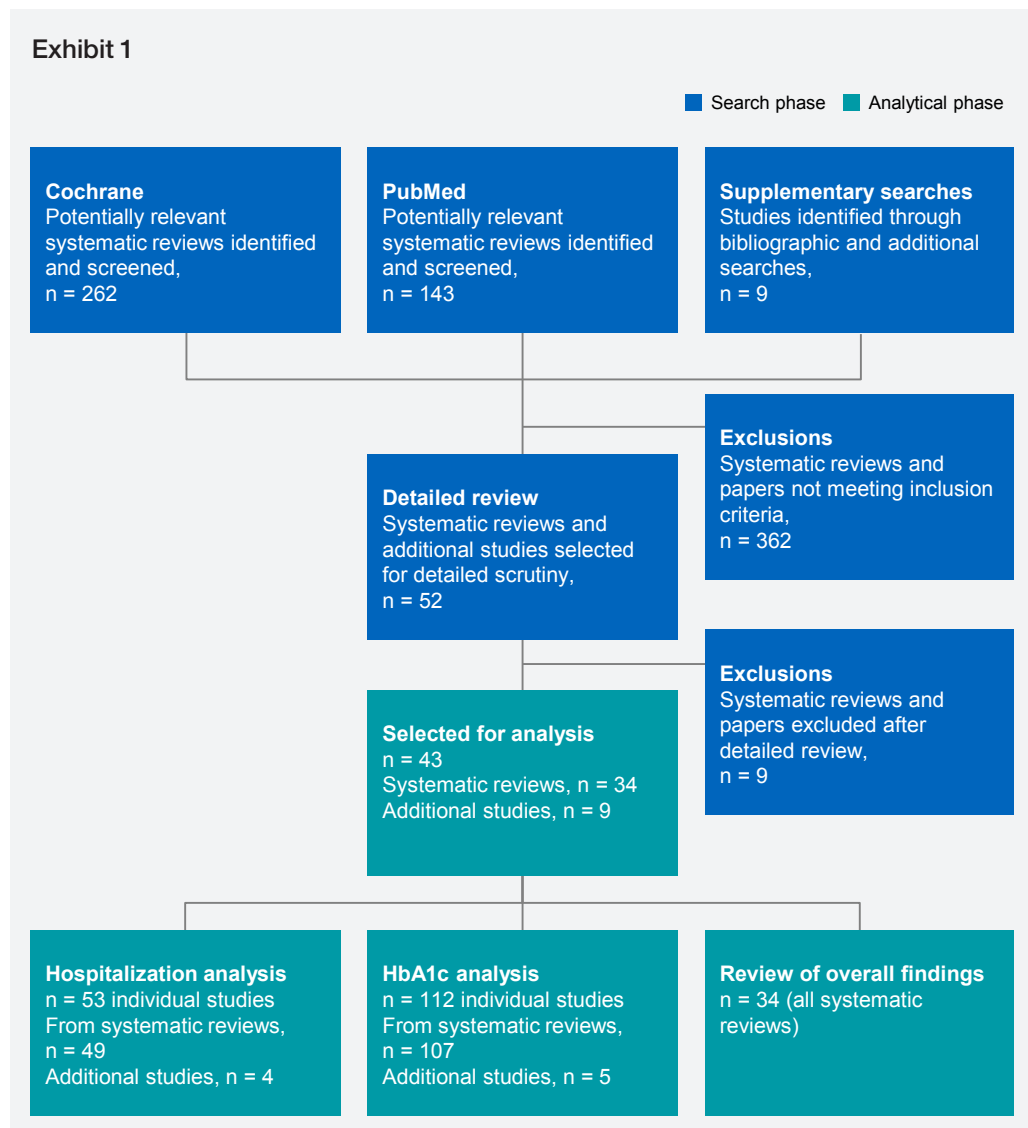 Exhibit 1
Search phase
Analytical phase
Cochrane
Potentially relevant
systematic reviews identified
and screened,
n = 262
PubMed
Potentially relevant
systematic reviews identified
and screened,
n = 143
Supplementary searches
Studies identified through
bibliographic and additional
searches,
n = 9
Exclusions
Systematic reviews and
papers not meeting inclusion
criteria,
n = 362
Detailed review
Systematic reviews and
additional studies selected
for detailed scrutiny,
n = 52
Exclusions
Systematic reviews and
papers excluded after
detailed review,
n = 9
Selected for analysis
n = 43
Systematic reviews, n = 34
Additional studies, n = 9
Hospitalization analysis
n = 53 individual studies
From systematic reviews,
n = 49
Additional studies, n = 4
HbA1c analysis
n = 112 individual studies
From systematic reviews,
n = 107
Additional studies, n = 5
Review of overall findings
n = 34 (all systematic
reviews)